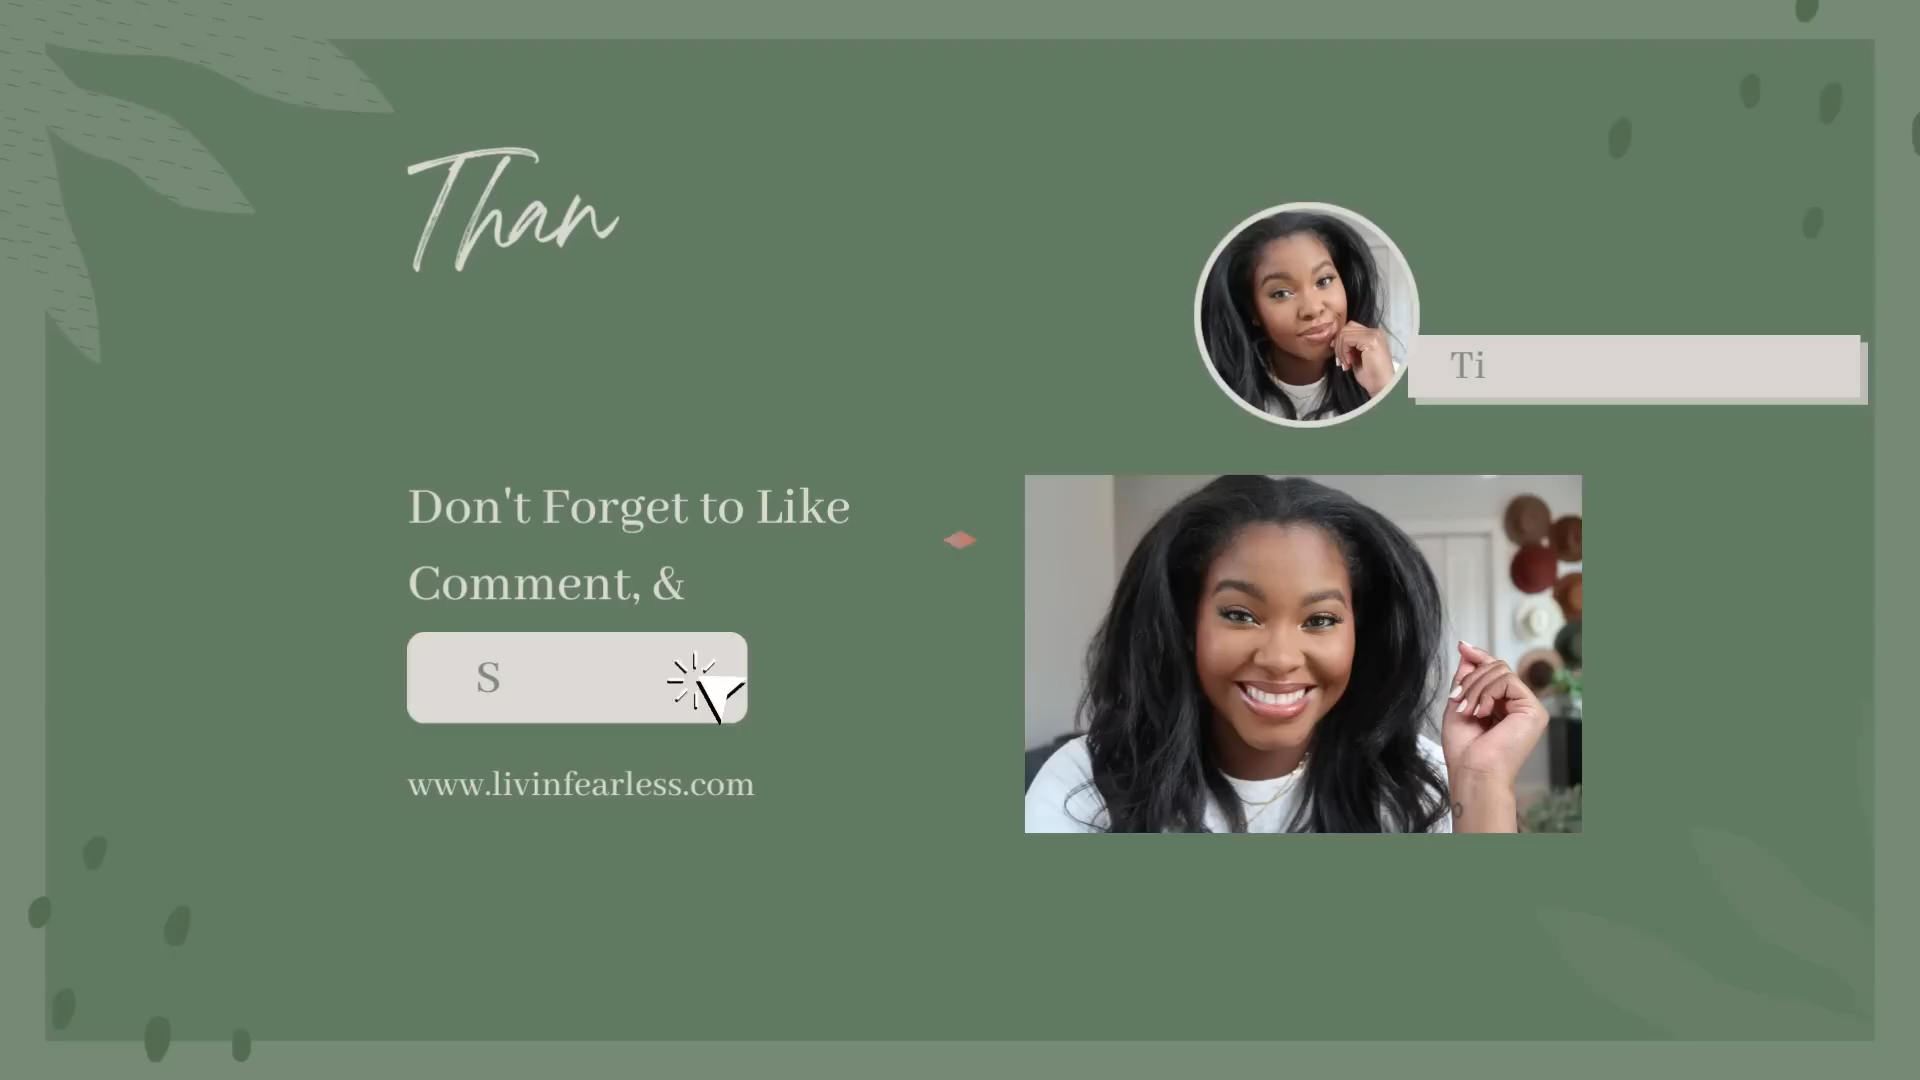 Than
Ti
Don't Forget to Like
Comment, &
S
www.livinfearless.com